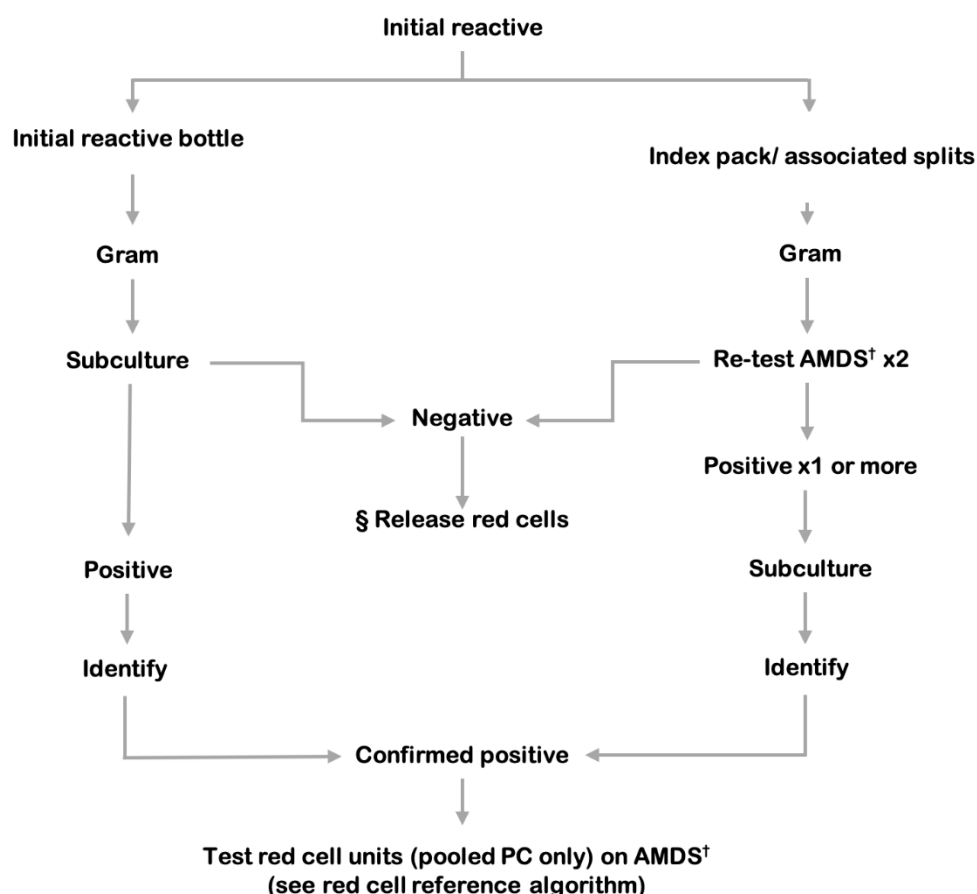 Initial reactive
Initial reactive bottle
Index pack/ associated splits
Gram
Gram
Subculture
Re-test AMDS† x2
Negative
Positive x1 or more
§ Release red cells
Positive
Subculture
Identify
Identify
Confirmed positive
Test red cell units (pooled PC only) on AMDS†
(see red cell reference algorithm)